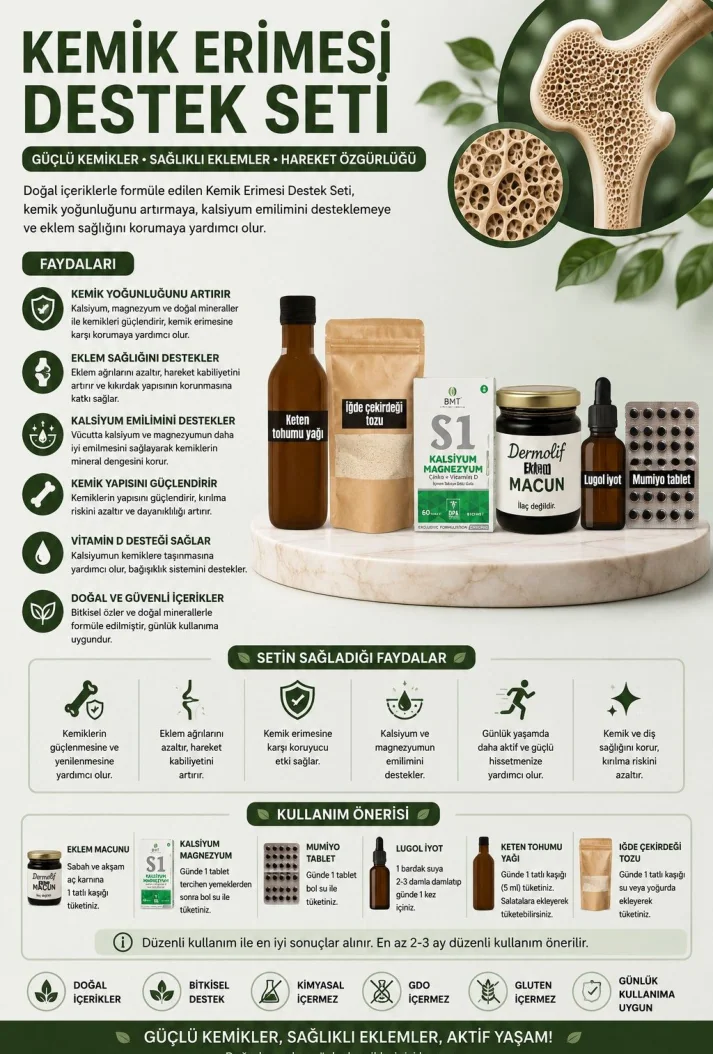 KEMİK ERİMESİ
DESTEK SETİ
GÜÇLÜ KEMİKLER • SAĞLIKLI EKLEMLER • HAREKET ÖZGÜRLÜĞÜ
Doğal içeriklerle formüle edilen Kemik Erimesi Destek Seti,
kemik yoğunluğunu artırmaya, kalsiyum emilimini desteklemeye
ve eklem sağlığını korumaya yardımcı olur.
FAYDALARI
KEMİK YOĞUNLUĞUNU ARTIRIR
Kalsiyum, magnezyum ve doğal mineraller
ile kemikleri güçlendirir, kemik erimesine
karşı korumaya yardımcı olur.
EKLEM SAĞLIĞINI DESTEKLER
Eklem ağrılarını azaltır, hareket kabiliyetini
artırır ve kıkırdak yapısının korunmasına
katkı sağlar.
KALSİYUM EMİLİMİNİ DESTEKLER
Vücutta kalsiyum ve magnezyumun daha
iyi emilmesini sağlayarak kemiklerin
mineral dengesini korur.
KEMİK YAPISINI GÜÇLENDİRİR
Kemiklerin yapısını güçlendirir, kırılma
riskini azaltır ve dayanıklılığı artırır.
VİTAMİN D DESTEĞİ SAĞLAR
Kalsiyumun kemiklere taşınmasına
yardımcı olur, bağışıklık sistemini destekler.
DOĞAL VE GÜVENLİ İÇERİKLER
Bitkisel özler ve doğal minerallerle
formüle edilmiştir, günlük kullanıma
uygundur.
Keten
tohumu yağı
iğde çekirdeği
tozu
BMT
S1
KALSİYUM
MAGNEZYUM
Çinko + Vitamin D
60
Dermolif
Eklem
MACUN
İlaç değildir.
Lugol iyot
Mumiyo tablet
SETİN SAĞLADIĞI FAYDALAR
Kemiklerin
güçlenmesine ve
yenilenmesine
yardımcı olur.
Eklem ağrılarını
azaltır, hareket
kabiliyetini
artırır.
Kemik erimesine
karşı koruyucu
etki sağlar.
Kalsiyum ve
magnezyumun
emilimini
destekler.
Günlük yaşamda
daha aktif ve güçlü
hissetmenize
yardımcı olur.
Kemik ve diş
sağlığını korur,
kırılma riskini
azaltır.
KULLANIM ÖNERİSİ
EKLEM MACUNU
Sabah ve akşam
aç karnına
1 tatlı kaşığı
tüketiniz.
Dermolif
MACUN
KALSİYUM
MAGNEZYUM
Günde 1 tablet
tercihen yemeklerden
sonra bol su ile
tüketiniz.
BMT
S1
KALSİYUM
MAGNEZYUM
MUMİYO
TABLET
Günde 1 tablet
bol su ile
tüketiniz.
LUGOL İYOT
1 bardak suya
2-3 damla damlatıp
günde 1 kez
içiniz.
KETEN TOHUMU
YAĞI
Günde 1 tatlı kaşığı
(5 ml) tüketiniz.
Salatalara ekleyerek
tüketebilirsiniz.
İĞDE ÇEKİRDEĞİ
TOZU
Günde 1 tatlı kaşığı
su veya yoğurda
ekleyerek
tüketiniz.
Düzenli kullanım ile en iyi sonuçlar alınır. En az 2-3 ay düzenli kullanım önerilir.
DOĞAL
İÇERİKLER
BİTKİSEL
DESTEK
KİMYASAL
İÇERMEZ
GDO
İÇERMEZ
GLUTEN
İÇERMEZ
GÜNLÜK
KULLANIMA
UYGUN
GÜÇLÜ KEMİKLER, SAĞLIKLI EKLEMLER, AKTİF YAŞAM!